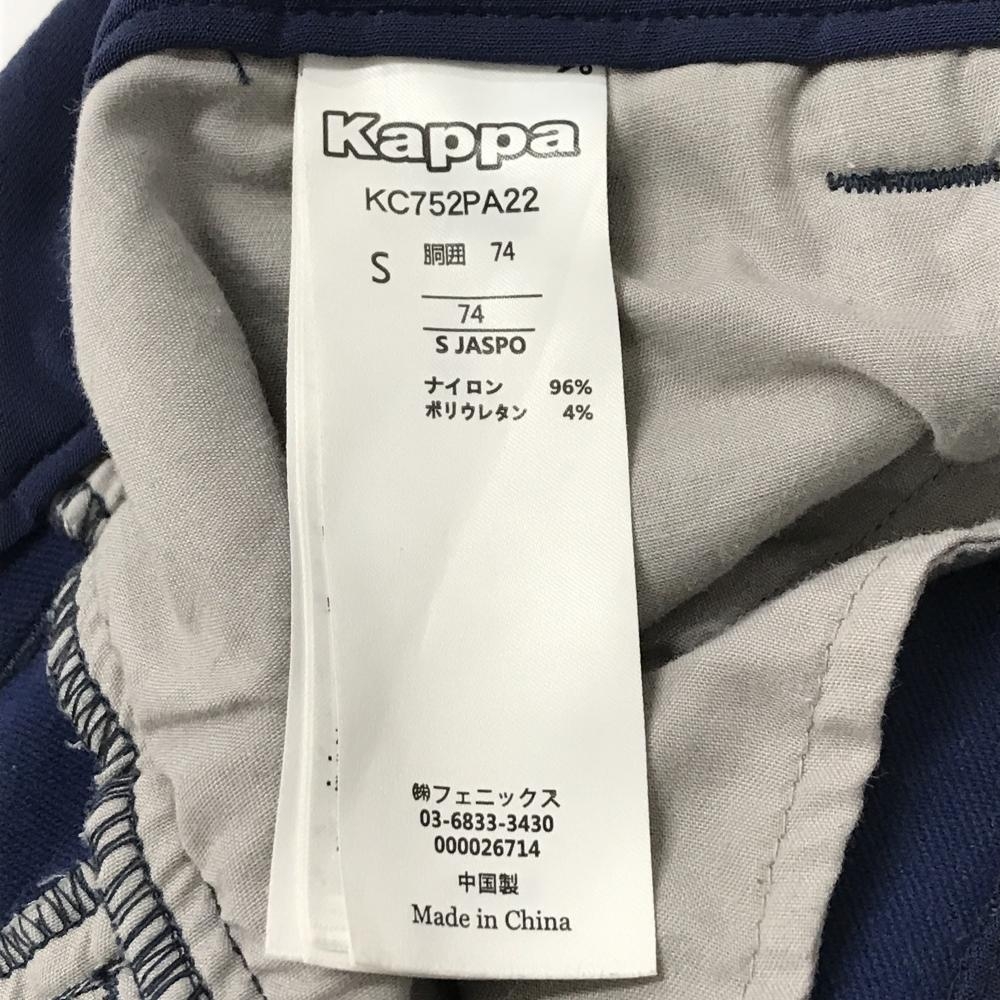 Kappa
KC752PA22
S 胴囲 74
74
S JASPO
ナイロン 96%
ポリウレタン 4%
㈱フェニックス
03-6833-3430
000026714
中国製
Made in China